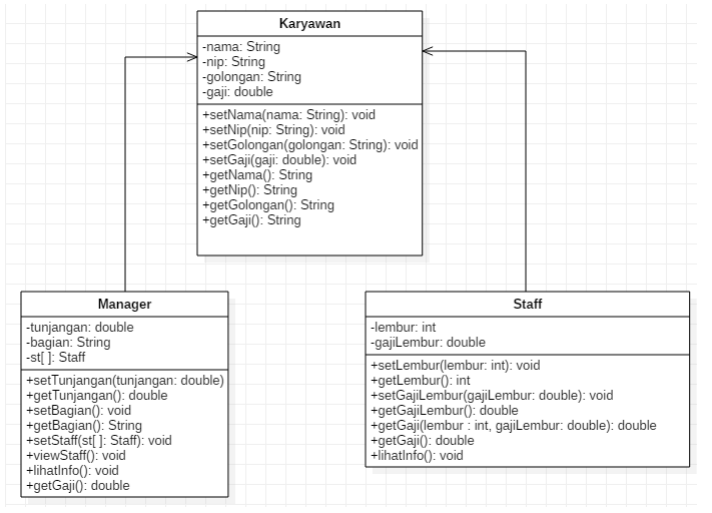 Karyawan
-nama: String
-nip: String
-golongan: String
-gaji: double
+setNama(nama: String): void
+setNip(nip: String): void
+setGolongan(golongan: String): void
+setGaji(gaji: double): void
+getNama(): String
+getNip(): String
+getGolongan(): String
+getGaji(): String
Manager
-tunjangan: double
-bagian: String
-st[ ]: Staff
+setTunjangan(tunjangan: double)
+getTunjangan(): double
+setBagian(): void
+getBagian(): String
+setStaff(st[ ]: Staff): void
+viewStaff(): void
+lihatInfo(): void
+getGaji(): double
Staff
-lembur: int
-gajiLembur: double
+setLembur(lembur: int): void
+getLembur(): int
+setGajiLembur(gajiLembur: double): void
+getGajiLembur(): double
+getGaji(lembur : int, gajiLembur: double): double
+getGaji(): double
+lihatInfo(): void